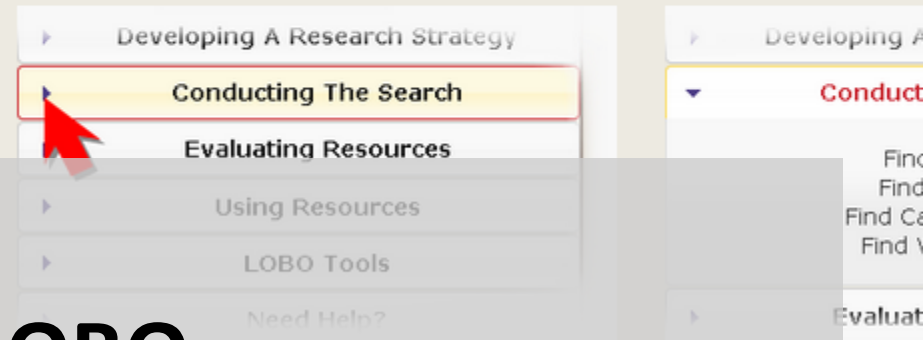 Developing A Research Strategy
Conducting The Search
Evaluating Resources
Using Resources
LOBO Tools
Need Help?
OBO
Developing A
Conduct
Find
Find
Find Ca
Find V
Evaluat